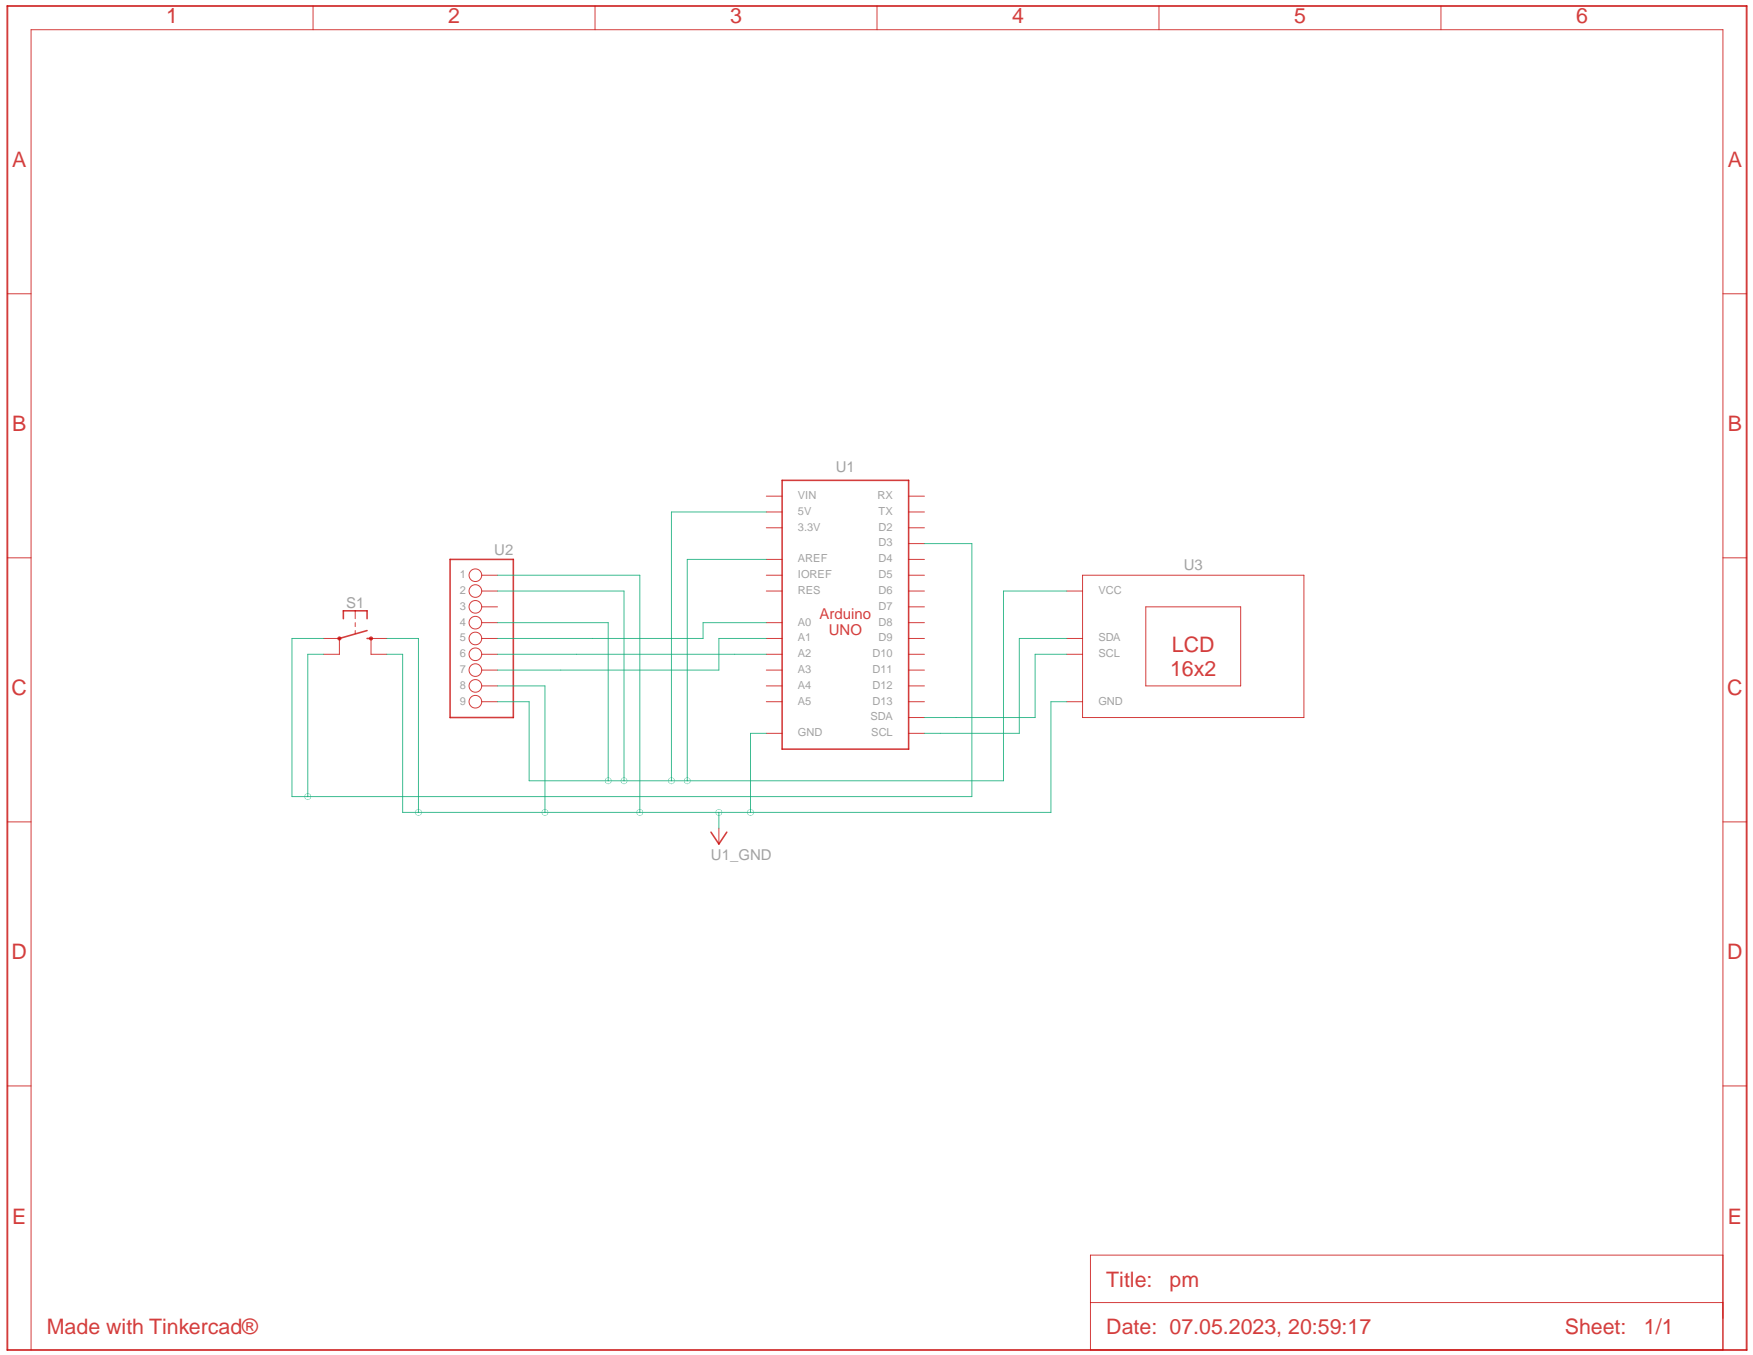 1 2 3 4 5 6
A A
B B
C C
D D
E E
U1
VIN RX
5V TX
3.3V D2
D3
AREF D4
IOREF D5
RES D6
D7
A0 D8
A1 D9
A2 D10
A3 D11
A4 D12
A5 D13
SDA
GND SCL
Arduino
UNO
U2
1
2
3
4
5
6
7
8
9
S1
U3
VCC
SDA
SCL
GND
LCD
16x2
U1_GND
Made with Tinkercad®
Title: pm
Date: 07.05.2023, 20:59:17 Sheet: 1/1